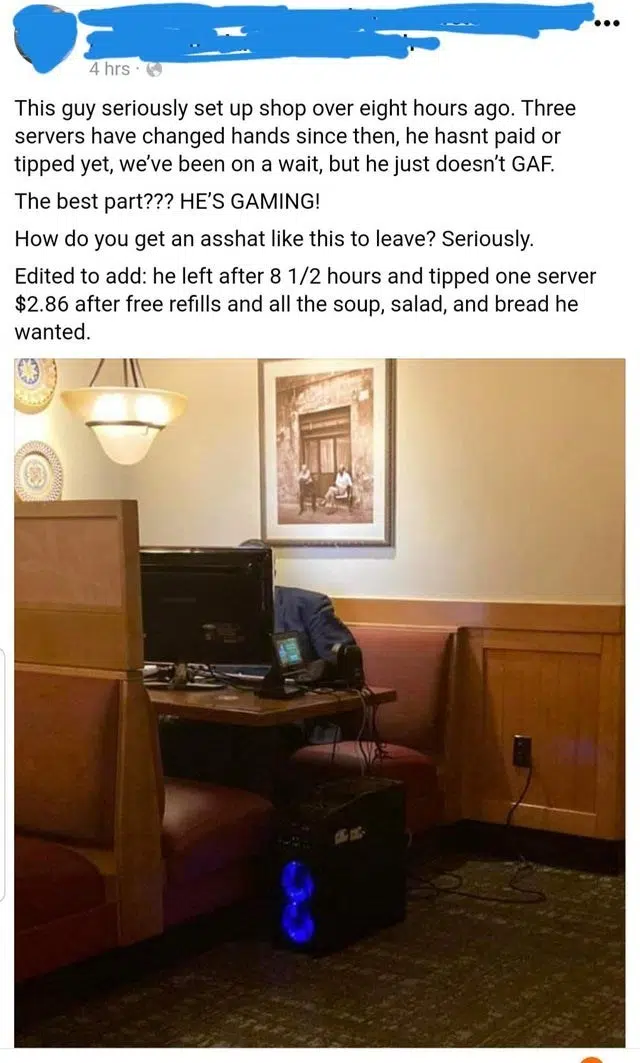 4 hrs ·
This guy seriously set up shop over eight hours ago. Three
servers have changed hands since then, he hasnt paid or
tipped yet, we’ve been on a wait, but he just doesn’t GAF.
The best part??? HE’S GAMING!
How do you get an asshat like this to leave? Seriously.
Edited to add: he left after 8 1/2 hours and tipped one server
$2.86 after free refills and all the soup, salad, and bread he
wanted.